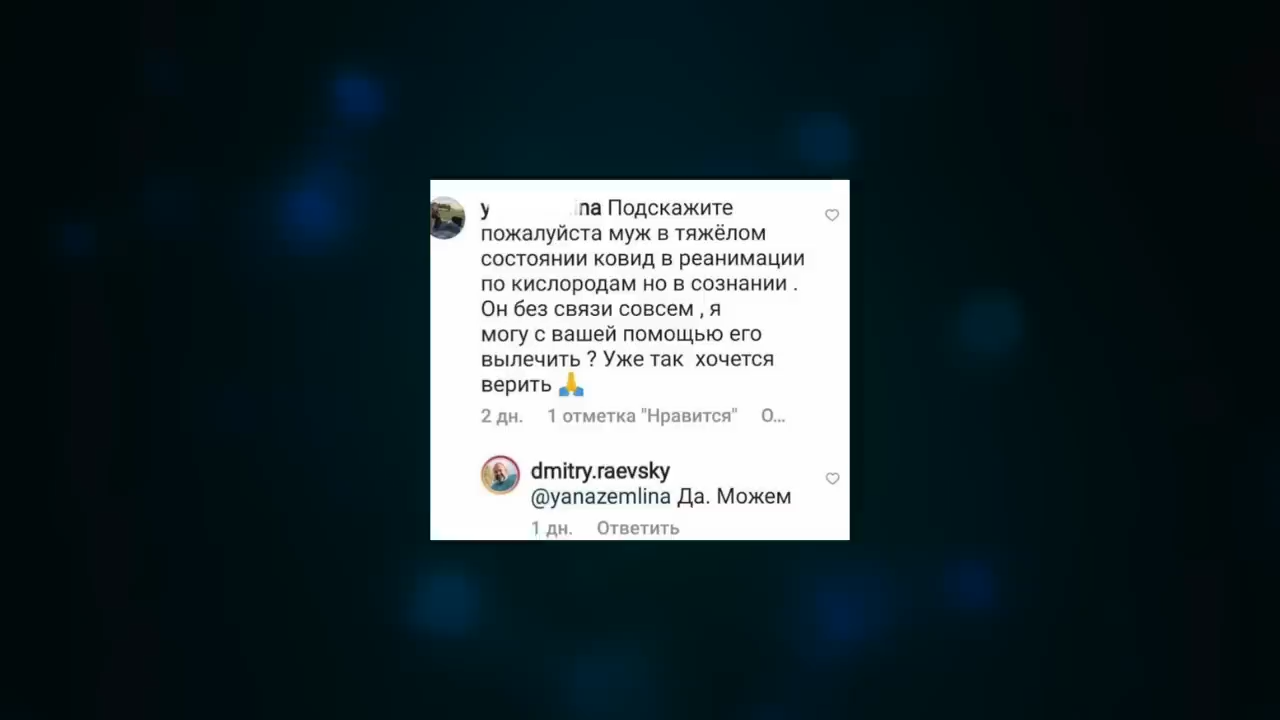 na Подскажите
пожалуйста муж в тяжёлом
состоянии ковид в реанимации
по кислородам но в сознании .
Он без связи совсем , я
могу с вашей помощью его
вылечить ? Уже так хочется
верить 🙏
2 дн. 1 отметка "Нравится" О...
dmitry.raevsky
@yanazemlina Да. Можем
1 дн. Ответить